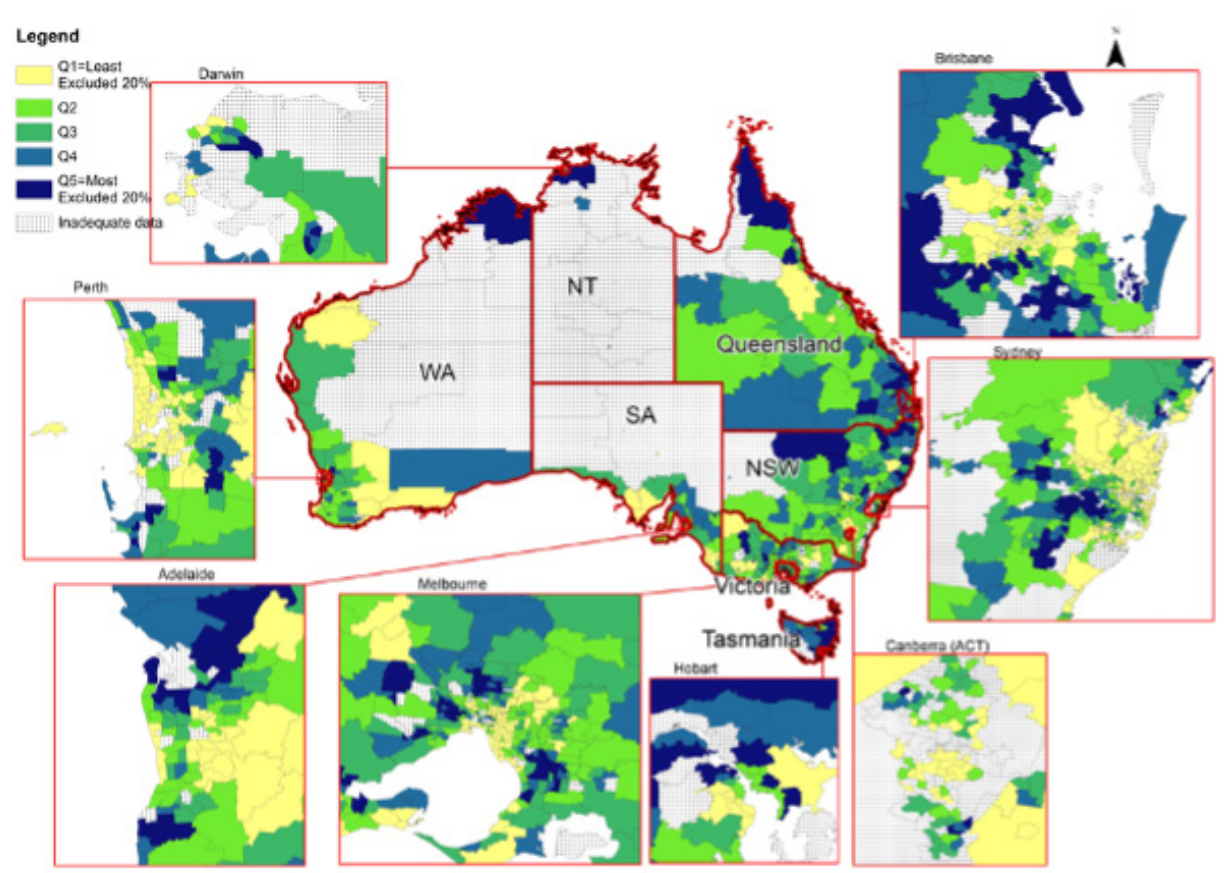 Legend
Q1=Least
Excluded 20%
Q2
Q3
Q4
Q5=Most
Excluded 20%
Inadequate data
Darwin
Brisbane
N
Perth
NT
Queensland
WA
SA
NSW
Sydney
Adelaide
Melbourne
Victoria
Tasmania
Hobart
Canberra (ACT)